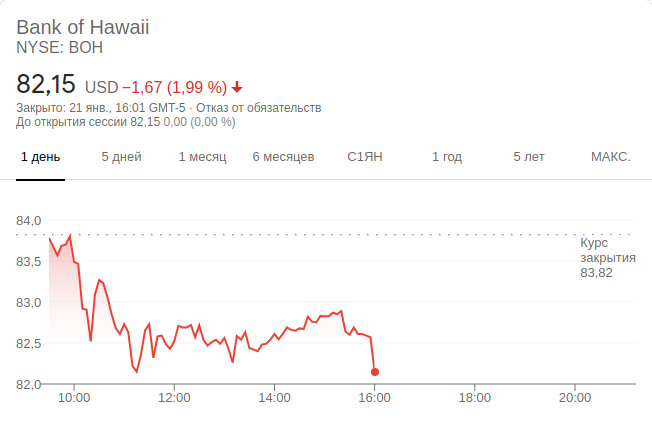 Bank of Hawaii
NYSE: BOH
82,15 USD −1,67 (1,99 %)
Закрыто: 21 янв., 16:01 GMT-5 · Отказ от обязательств
До открытия сессии 82,15 0,00 (0,00 %)
1 день 5 дней 1 месяц 6 месяцев С1ЯН 1 год 5 лет МАКС.
84,0
Курс
закрытия
83,82
83,5
83,0
82,5
82,0
10:00 12:00 14:00 16:00 18:00 20:00